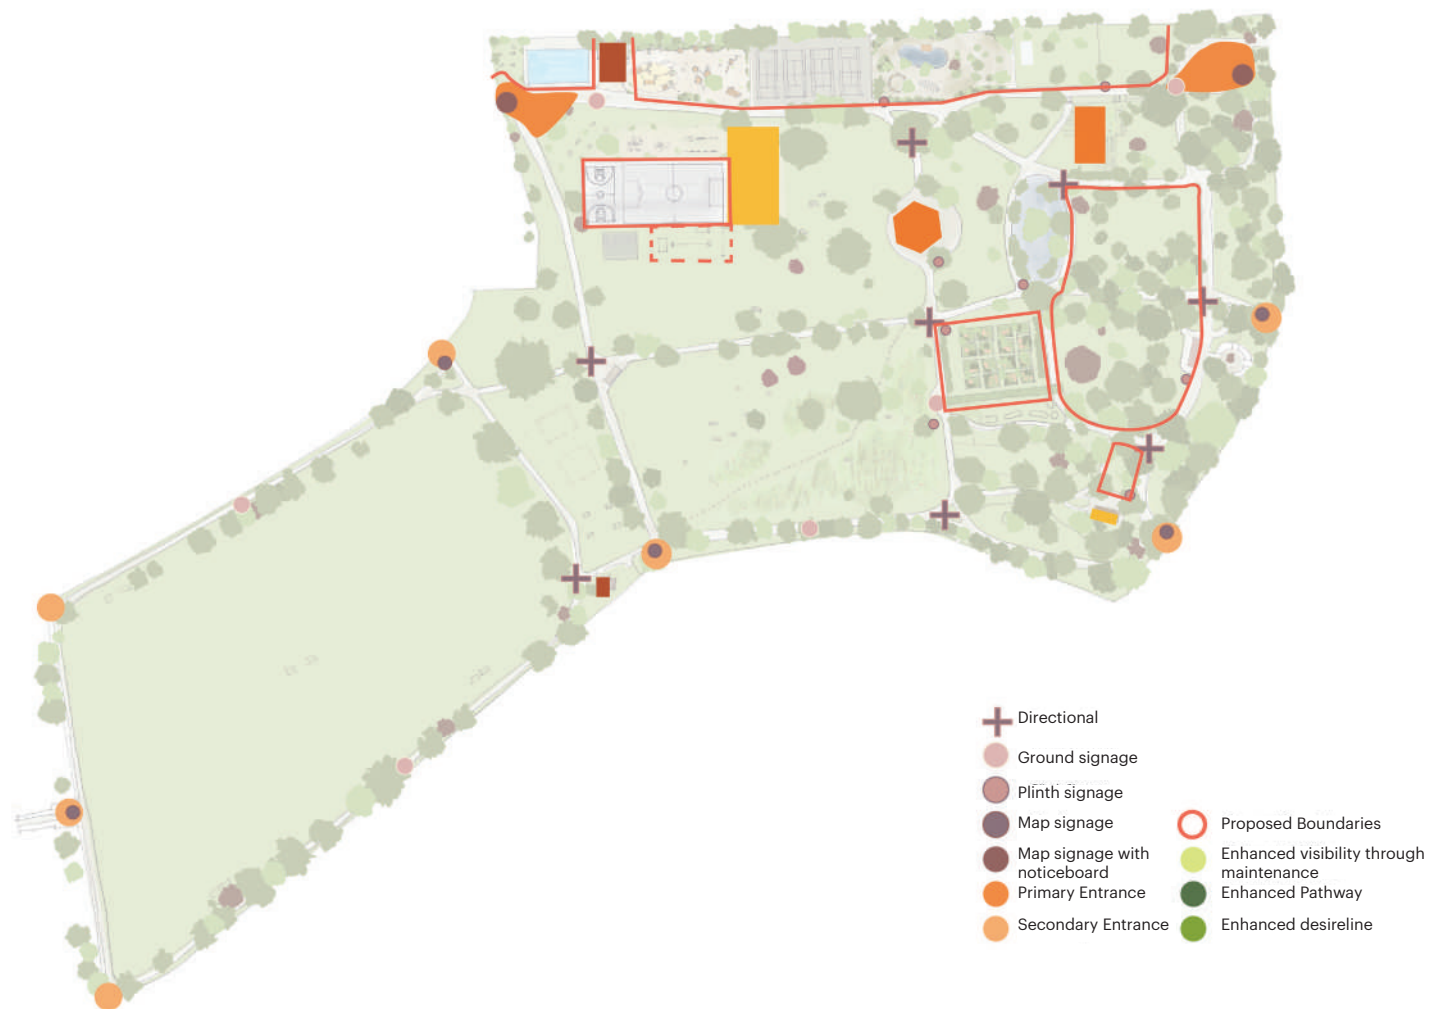 Directional
Ground signage
Plinth signage
Map signage
Map signage with
noticeboard
Primary Entrance
Secondary Entrance
Proposed Boundaries
Enhanced visibility through
maintenance
Enhanced Pathway
Enhanced desireline